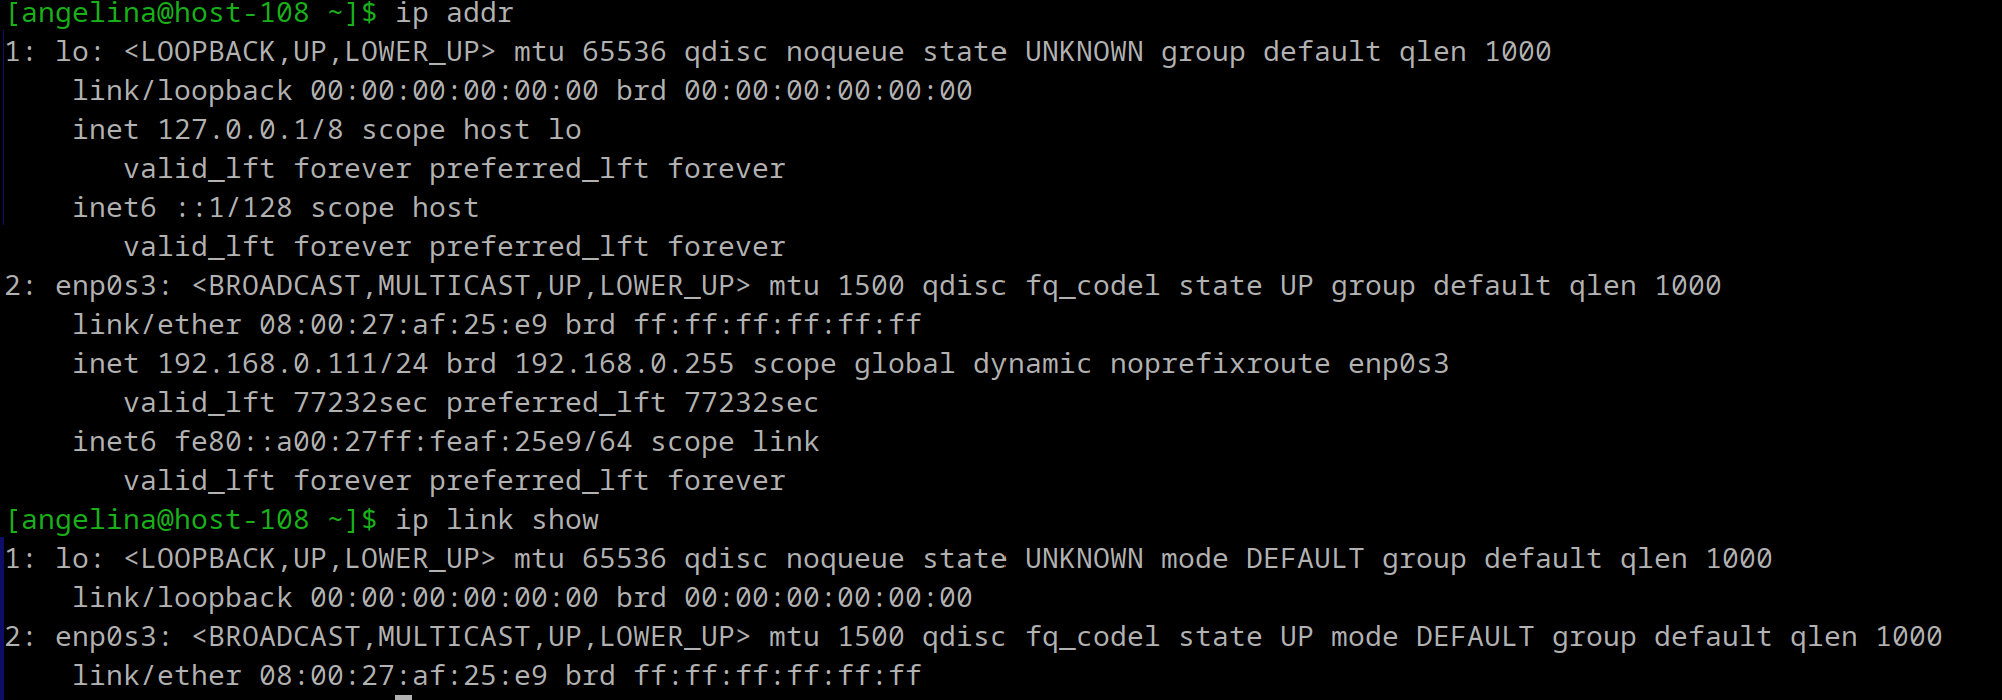 [angelina@host-108 ~]$ ip addr
1: lo: <LOOPBACK,UP,LOWER_UP> mtu 65536 qdisc noqueue state UNKNOWN group default qlen 1000
    link/loopback 00:00:00:00:00:00 brd 00:00:00:00:00:00
    inet 127.0.0.1/8 scope host lo
       valid_lft forever preferred_lft forever
    inet6 ::1/128 scope host
       valid_lft forever preferred_lft forever
2: enp0s3: <BROADCAST,MULTICAST,UP,LOWER_UP> mtu 1500 qdisc fq_codel state UP group default qlen 1000
    link/ether 08:00:27:af:25:e9 brd ff:ff:ff:ff:ff:ff
    inet 192.168.0.111/24 brd 192.168.0.255 scope global dynamic noprefixroute enp0s3
       valid_lft 77232sec preferred_lft 77232sec
    inet6 fe80::a00:27ff:feaf:25e9/64 scope link
       valid_lft forever preferred_lft forever
[angelina@host-108 ~]$ ip link show
1: lo: <LOOPBACK,UP,LOWER_UP> mtu 65536 qdisc noqueue state UNKNOWN mode DEFAULT group default qlen 1000
    link/loopback 00:00:00:00:00:00 brd 00:00:00:00:00:00
2: enp0s3: <BROADCAST,MULTICAST,UP,LOWER_UP> mtu 1500 qdisc fq_codel state UP mode DEFAULT group default qlen 1000
    link/ether 08:00:27:af:25:e9 brd ff:ff:ff:ff:ff:ff